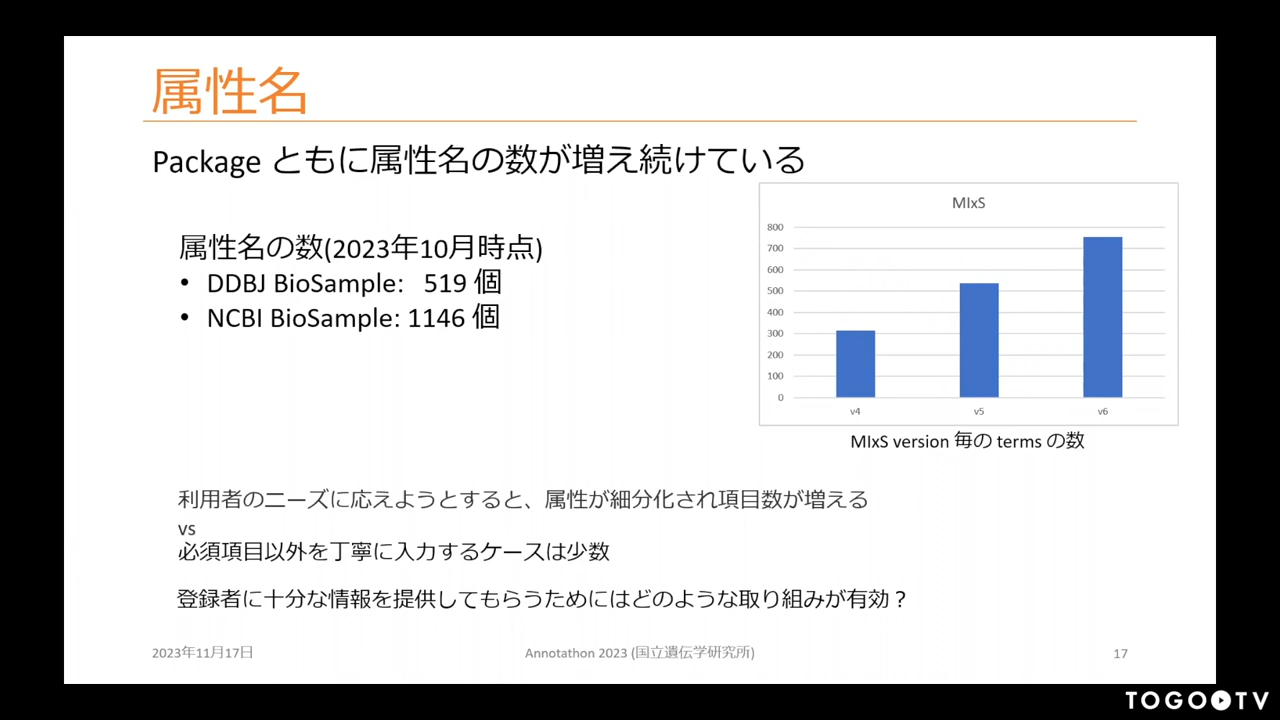 属性名
Package ともに属性名の数が増え続けている
属性名の数(2023年10月時点)
• DDBJ BioSample: 519 個
• NCBI BioSample: 1146 個
MIxS
800
700
600
500
400
300
200
100
0
v4 v5 v6
MIxS version 毎の terms の数
利用者のニーズに応えようとすると、属性が細分化され項目数が増える
vs
必須項目以外を丁寧に入力するケースは少数
登録者に十分な情報を提供してもらうためにはどのような取り組みが有効？
2023年11月17日 Annotathon 2023 (国立遺伝学研究所) 17
TOGO TV